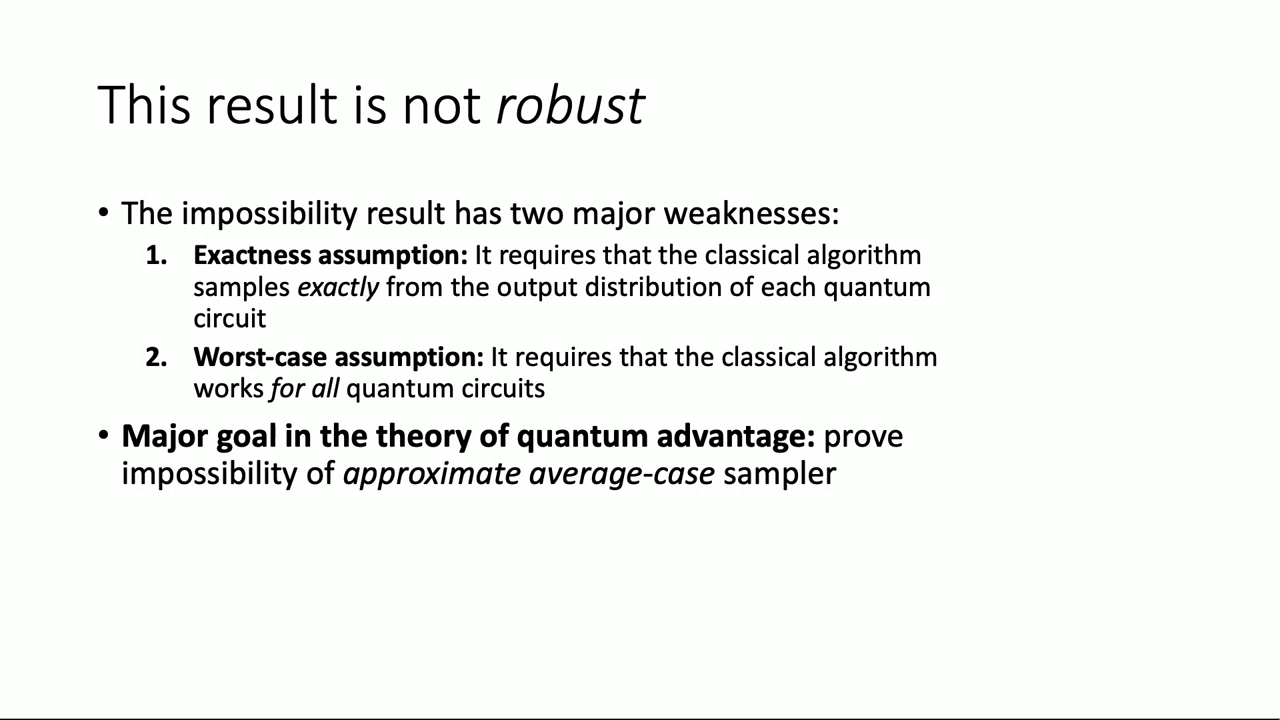 This result is not robust
• The impossibility result has two major weaknesses:
1. Exactness assumption: It requires that the classical algorithm
samples exactly from the output distribution of each quantum
circuit
2. Worst-case assumption: It requires that the classical algorithm
works for all quantum circuits
• Major goal in the theory of quantum advantage: prove
impossibility of approximate average-case sampler